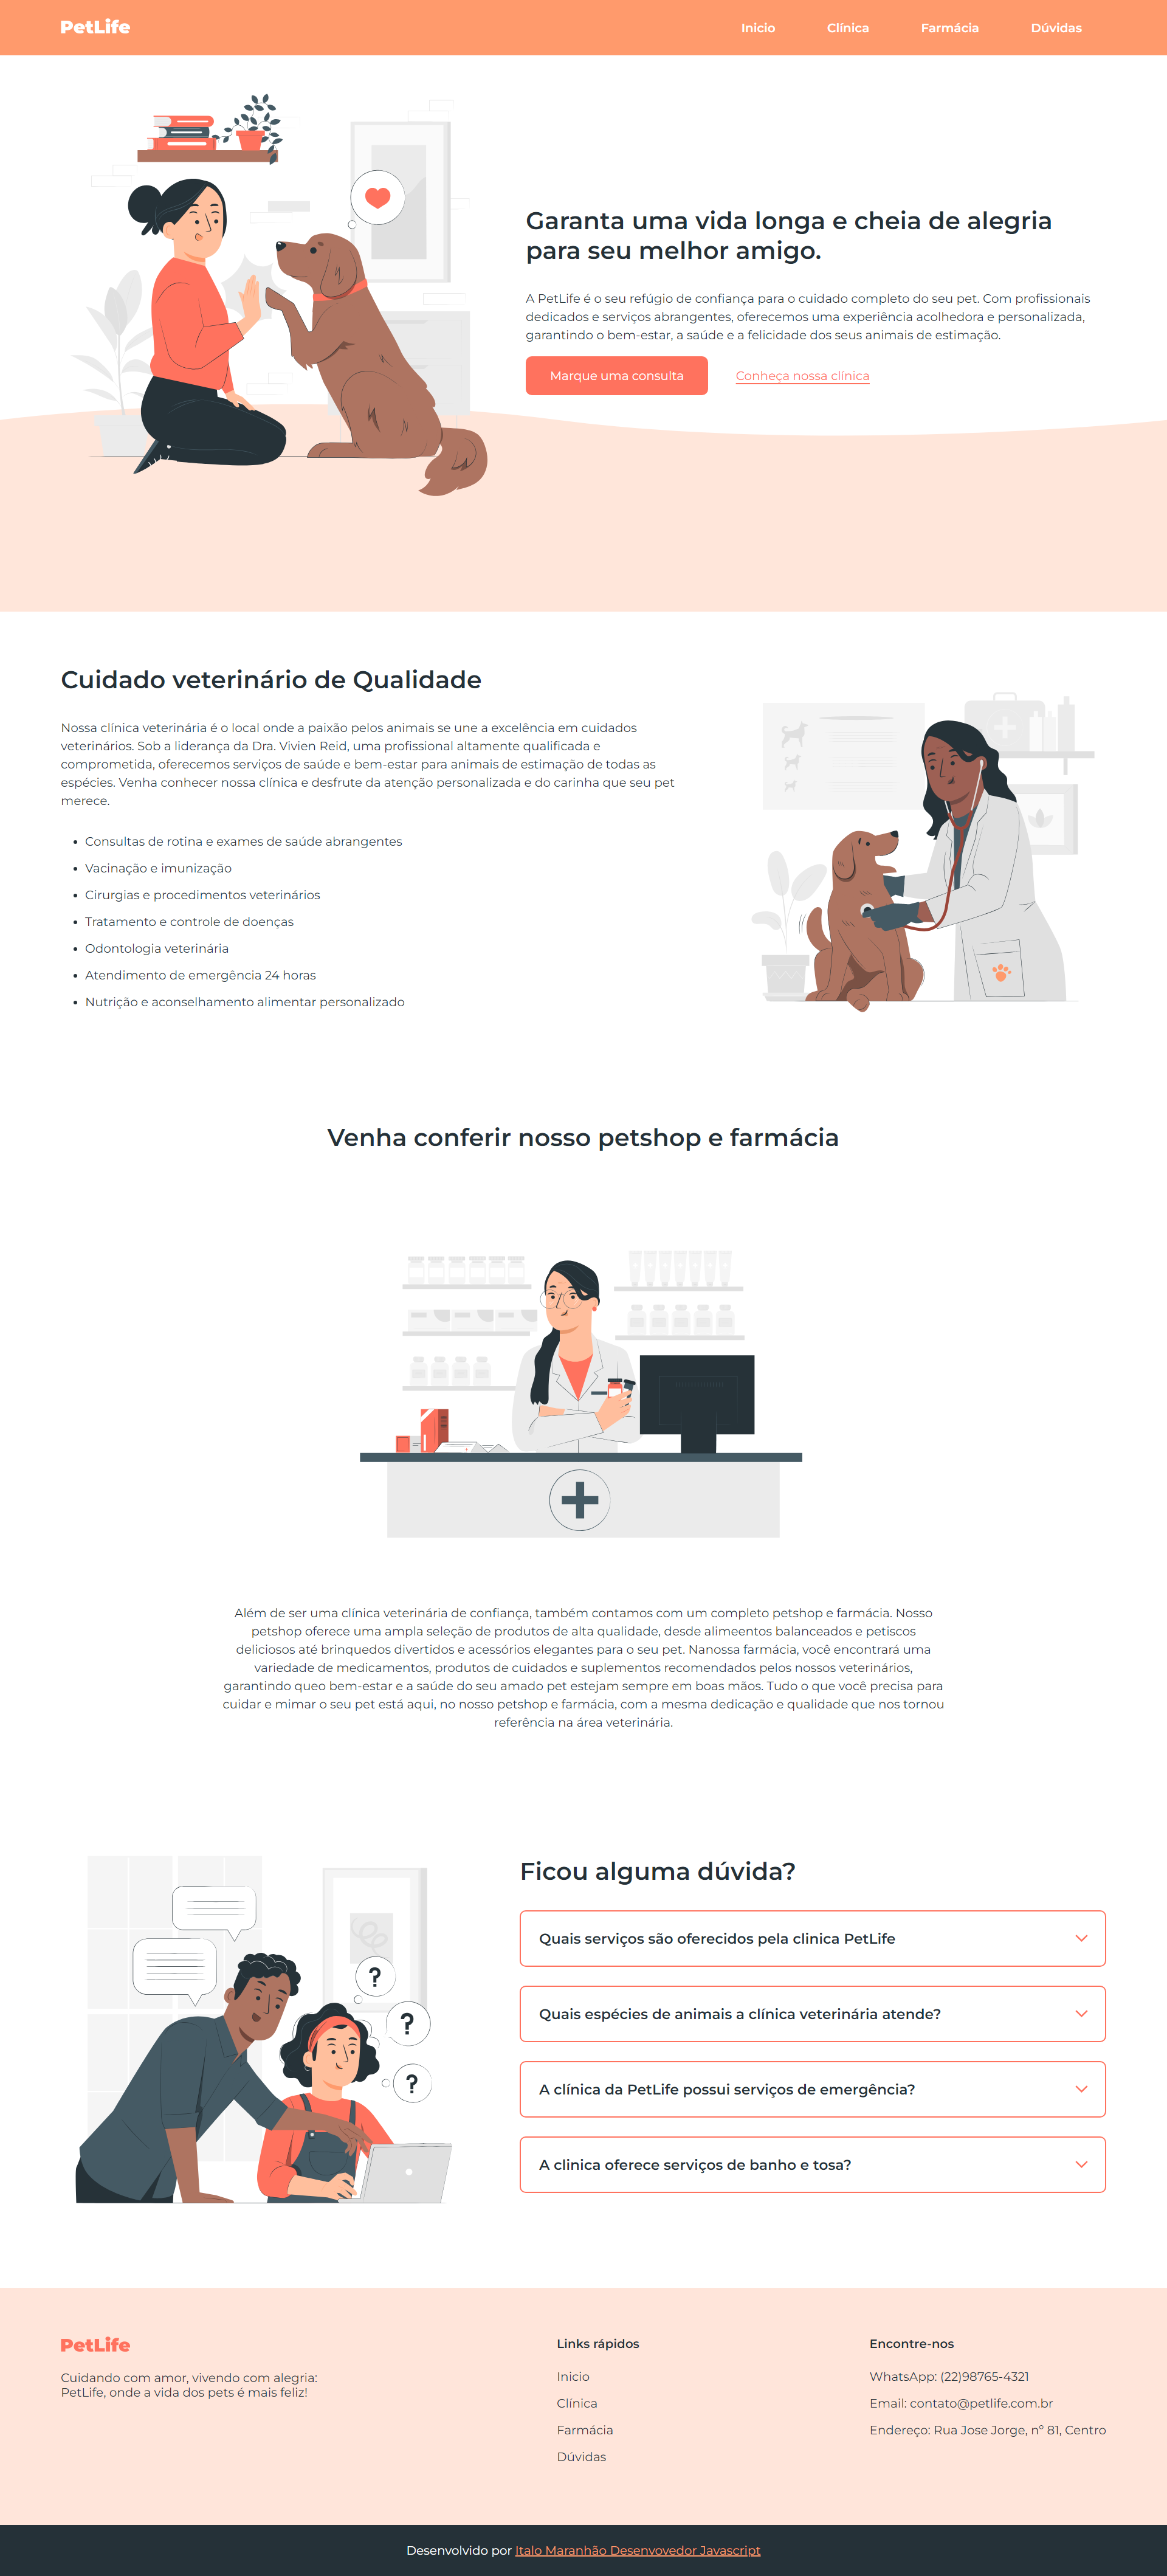 PetLife
Inicio
Clínica
Farmácia
Dúvidas
Garanta uma vida longa e cheia de alegria
para seu melhor amigo.
A PetLife é o seu refúgio de confiança para o cuidado completo do seu pet. Com profissionais
dedicados e serviços abrangentes, oferecemos uma experiência acolhedora e personalizada,
garantindo o bem-estar, a saúde e a felicidade dos seus animais de estimação.
Marque uma consulta
Conheça nossa clínica
Cuidado veterinário de Qualidade
Nossa clínica veterinária é o local onde a paixão pelos animais se une a excelência em cuidados
veterinários. Sob a liderança da Dra. Vivien Reid, uma profissional altamente qualificada e
comprometida, oferecemos serviços de saúde e bem-estar para animais de estimação de todas as
espécies. Venha conhecer nossa clínica e desfrute da atenção personalizada e do carinha que seu pet
merece.
• Consultas de rotina e exames de saúde abrangentes
• Vacinação e imunização
• Cirurgias e procedimentos veterinários
• Tratamento e controle de doenças
• Odontologia veterinária
• Atendimento de emergência 24 horas
• Nutrição e aconselhamento alimentar personalizado
Venha conferir nosso petshop e farmácia
Além de ser uma clínica veterinária de confiança, também contamos com um completo petshop e farmácia. Nosso
petshop oferece uma ampla seleção de produtos de alta qualidade, desde alimeentos balanceados e petiscos
deliciosos até brinquedos divertidos e acessórios elegantes para o seu pet. Nanossa farmácia, você encontrará uma
variedade de medicamentos, produtos de cuidados e suplementos recomendados pelos nossos veterinários,
garantindo queo bem-estar e a saúde do seu amado pet estejam sempre em boas mãos. Tudo o que você precisa para
cuidar e mimar o seu pet está aqui, no nosso petshop e farmácia, com a mesma dedicação e qualidade que nos tornou
referência na área veterinária.
?
?
?
Ficou alguma dúvida?
Quais serviços são oferecidos pela clinica PetLife
Quais espécies de animais a clínica veterinária atende?
A clínica da PetLife possui serviços de emergência?
A clinica oferece serviços de banho e tosa?
PetLife
Cuidando com amor, vivendo com alegria:
PetLife, onde a vida dos pets é mais feliz!
Links rápidos
Inicio
Clínica
Farmácia
Dúvidas
Encontre-nos
WhatsApp: (22)98765-4321
Email: contato@petlife.com.br
Endereço: Rua Jose Jorge, nº 81, Centro
Desenvolvido por Italo Maranhão Desenvovedor Javascript